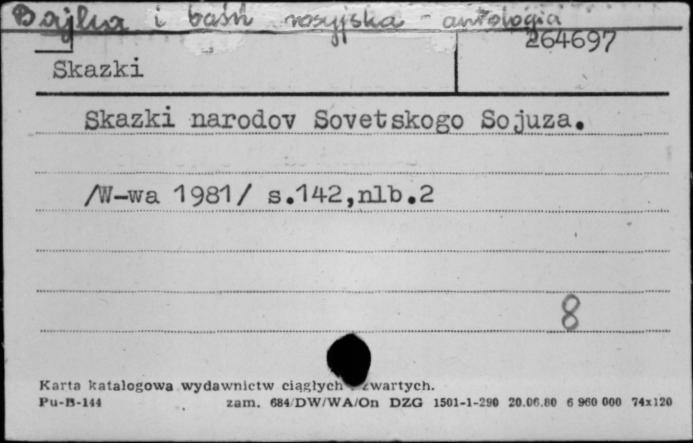 Bajka i baśń rosyjska - antologia
264697
Skazki
Skazki narodov Sovetskogo Sojuza.
/W-wa 1981/ s.142,nlb.2
8
Karta katalogowa wydawnictw ciągłych zwartych.
Pu-B-144 zam. 684/DW/WA/On DZG 1501-1-290 20.06.80 6 960 000 74x120